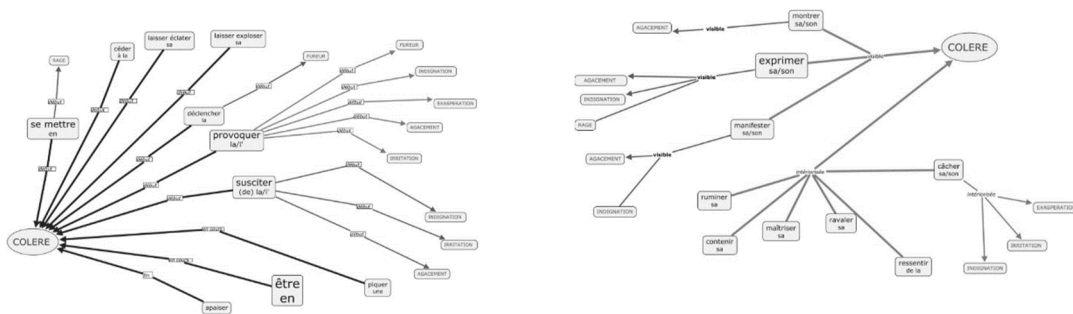 laisser éclater
sa
laisser exploser
sa
céder
à la
RAGE
FUREUR
FUREUR
INDIGNATION
EXASPERATION
AGACEMENT
IRRITATION
déclencher
la
se mettre
en
provoquer
la/l'
susciter
(de) la/l'
INDIGNATION
IRRITATION
AGACEMENT
COLERE
être
en
piquer
une
apaiser
montrer
sa/son
AGACEMENT
visible
COLERE
visible
exprimer
sa/son
AGACEMENT
visible
INDIGNATION
RAGE
manifester
sa/son
AGACEMENT
visible
INDIGNATION
intériorisée
câcher
sa/son
intériorisée
ruminer
sa
contenir
sa
maîtriser
sa
ravaler
sa
ressentir
de la
EXASPERATION
IRRITATION
INDIGNATION